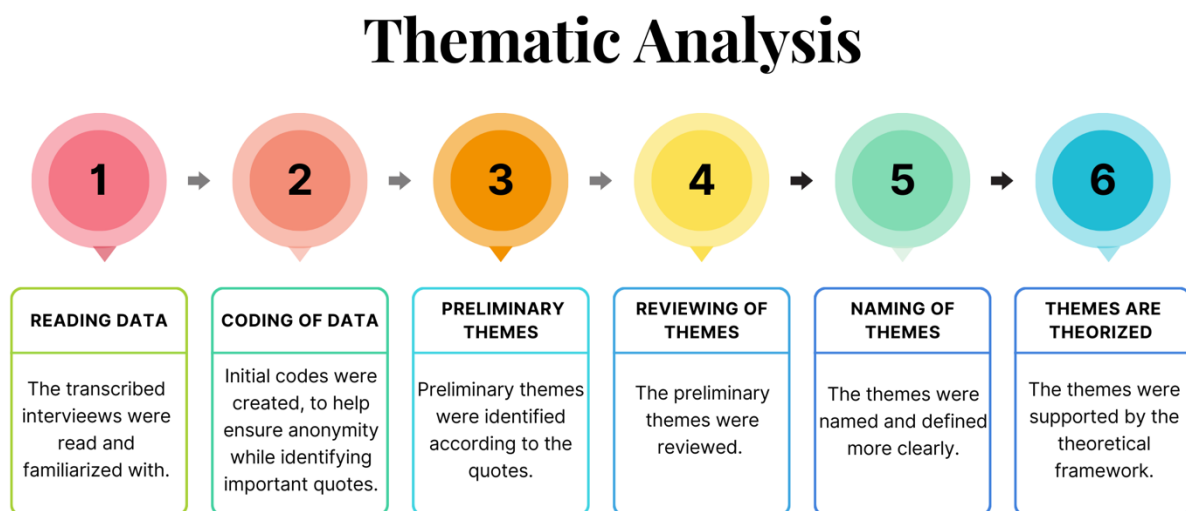 Thematic Analysis
1
2
3
4
5
6
READING DATA
The transcribed
intervieews were
read and
familiarized with.
CODING OF DATA
Initial codes were
created, to help
ensure anonymity
while identifying
important quotes.
PRELIMINARY
THEMES
Preliminary themes
were identified
according to the
quotes.
REVIEWING OF
THEMES
The preliminary
themes were
reviewed.
NAMING OF
THEMES
The themes were
named and defined
more clearly.
THEMES ARE
THEORIZED
The themes were
supported by the
theoretical
framework.